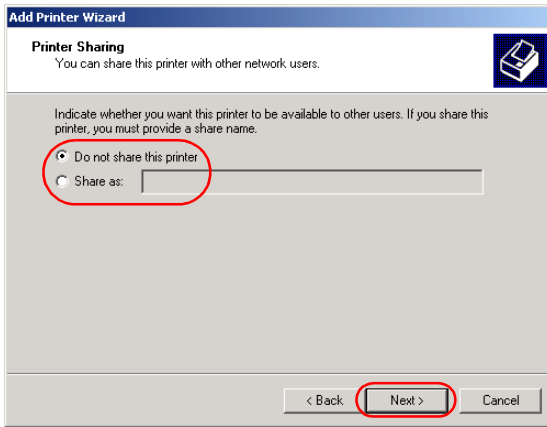 Add Printer Wizard
Printer Sharing
You can share this printer with other network users.
Indicate whether you want this printer to be available to other users. If you share this
printer, you must provide a share name.
Do not share this printer
Share as:
< Back
Next >
Cancel